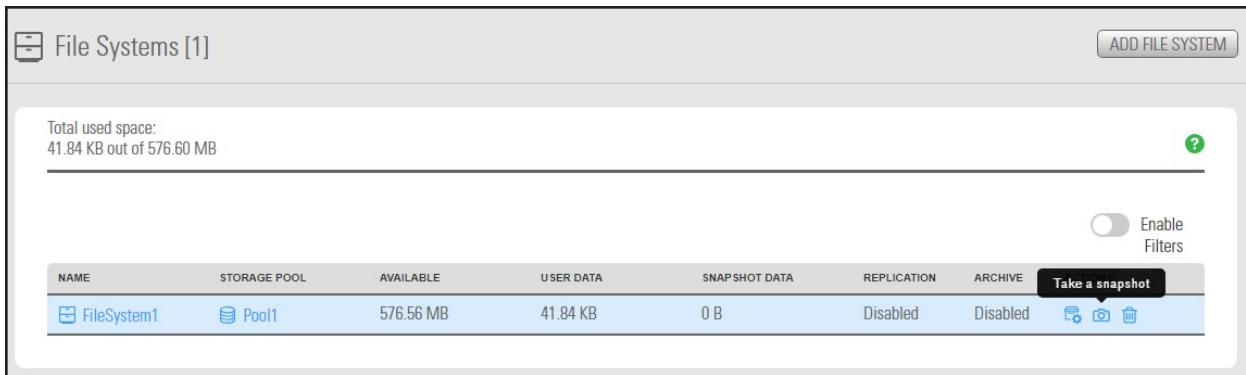 File Systems [1]
ADD FILE SYSTEM
Total used space:
41.84 KB out of 576.60 MB
?
Enable
Filters
NAME STORAGE POOL AVAILABLE USER DATA SNAPSHOT DATA REPLICATION ARCHIVE
Take a snapshot
FileSystem1 Pool1 576.56 MB 41.84 KB 0 B Disabled Disabled